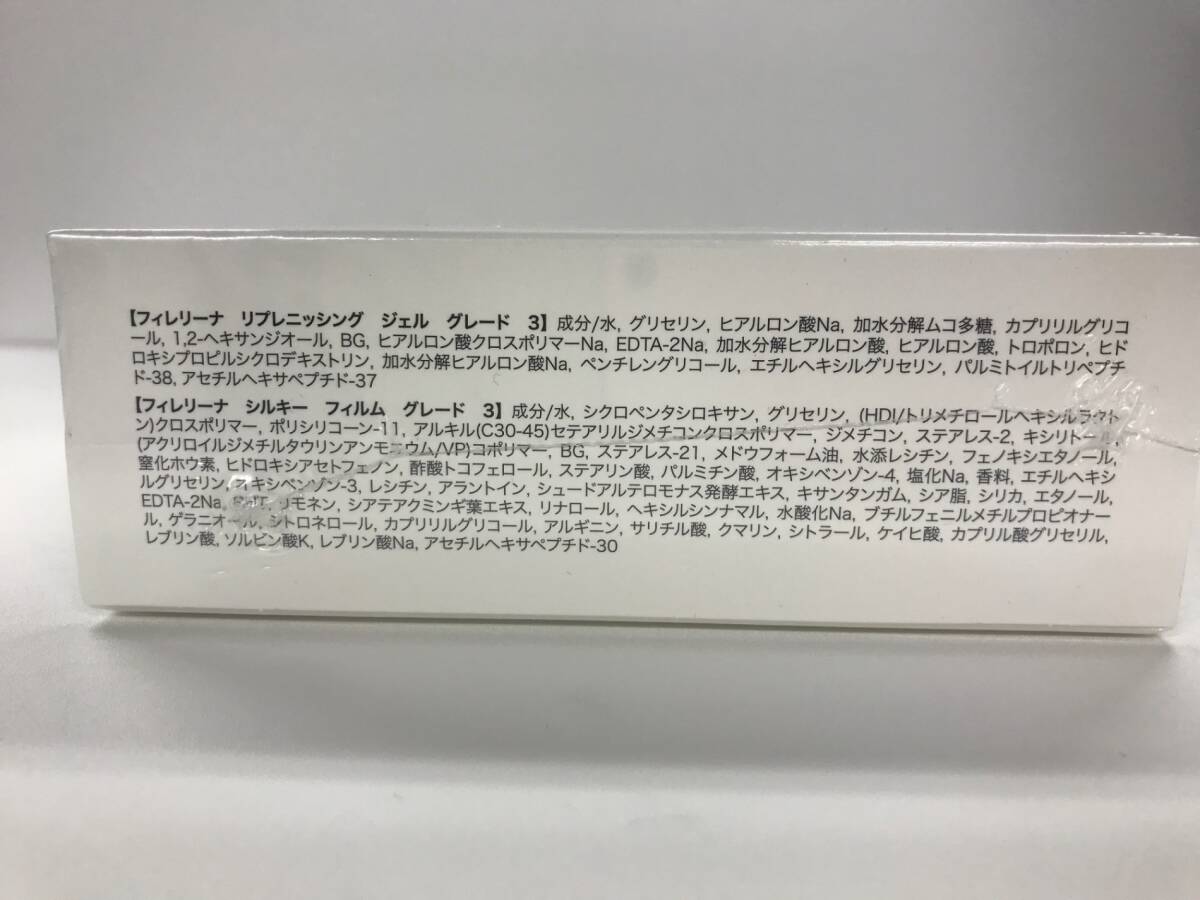 【フィレリーナ リプレニッシング ジェル グレード 3】成分/水, グリセリン, ヒアルロン酸Na, 加水分解ムコ多糖, カプリリルグリコ
ール, 1,2-ヘキサンジオール, BG, ヒアルロン酸クロスポリマーNa, EDTA-2Na, 加水分解ヒアルロン酸, ヒアルロン酸, トロポロン, ヒド
ロキシプロピルシクロデキストリン, 加水分解ヒアルロン酸Na, ペンチレングリコール, エチルヘキシルグリセリン, パルミトイルトリペプチ
ド-38, アセチルヘキサペプチド-37
【フィレリーナ シルキー フィルム グレード 3】成分/水, シクロペンタシロキサン, グリセリン, (HDI/トリメチロールヘキシルラクト
ン)クロスポリマー, ポリシリコーン-11, アルキル(C30-45)セテアリルジメチコンクロスポリマー, ジメチコン, ステアレス-2, キシリトール,
(アクリロイルジメチルタウリンアンモニウム/VP)コポリマー, BG, ステアレス-21, メドウフォーム油, 水添レシチン, フェノキシエタノール,
窒化ホウ素, ヒドロキシアセトフェノン, 酢酸トコフェロール, ステアリン酸, パルミチン酸, オキシベンゾン-4, 塩化Na, 香料, エチルヘキシ
ルグリセリン, オキシベンゾン-3, レシチン, アラントイン, シュードアルテロモナス発酵エキス, キサンタンガム, シア脂, シリカ, エタノール,
EDTA-2Na, BHT, リモネン, シアテアクミンギ葉エキス, リナロール, ヘキシルシンナマル, 水酸化Na, ブチルフェニルメチルプロピオナー
ル, ゲラニオール, シトロネロール, カプリリルグリコール, アルギニン, サリチル酸, クマリン, シトラール, ケイヒ酸, カプリル酸グリセリル,
レブリン酸, ソルビン酸K, レブリン酸Na, アセチルヘキサペプチド-30